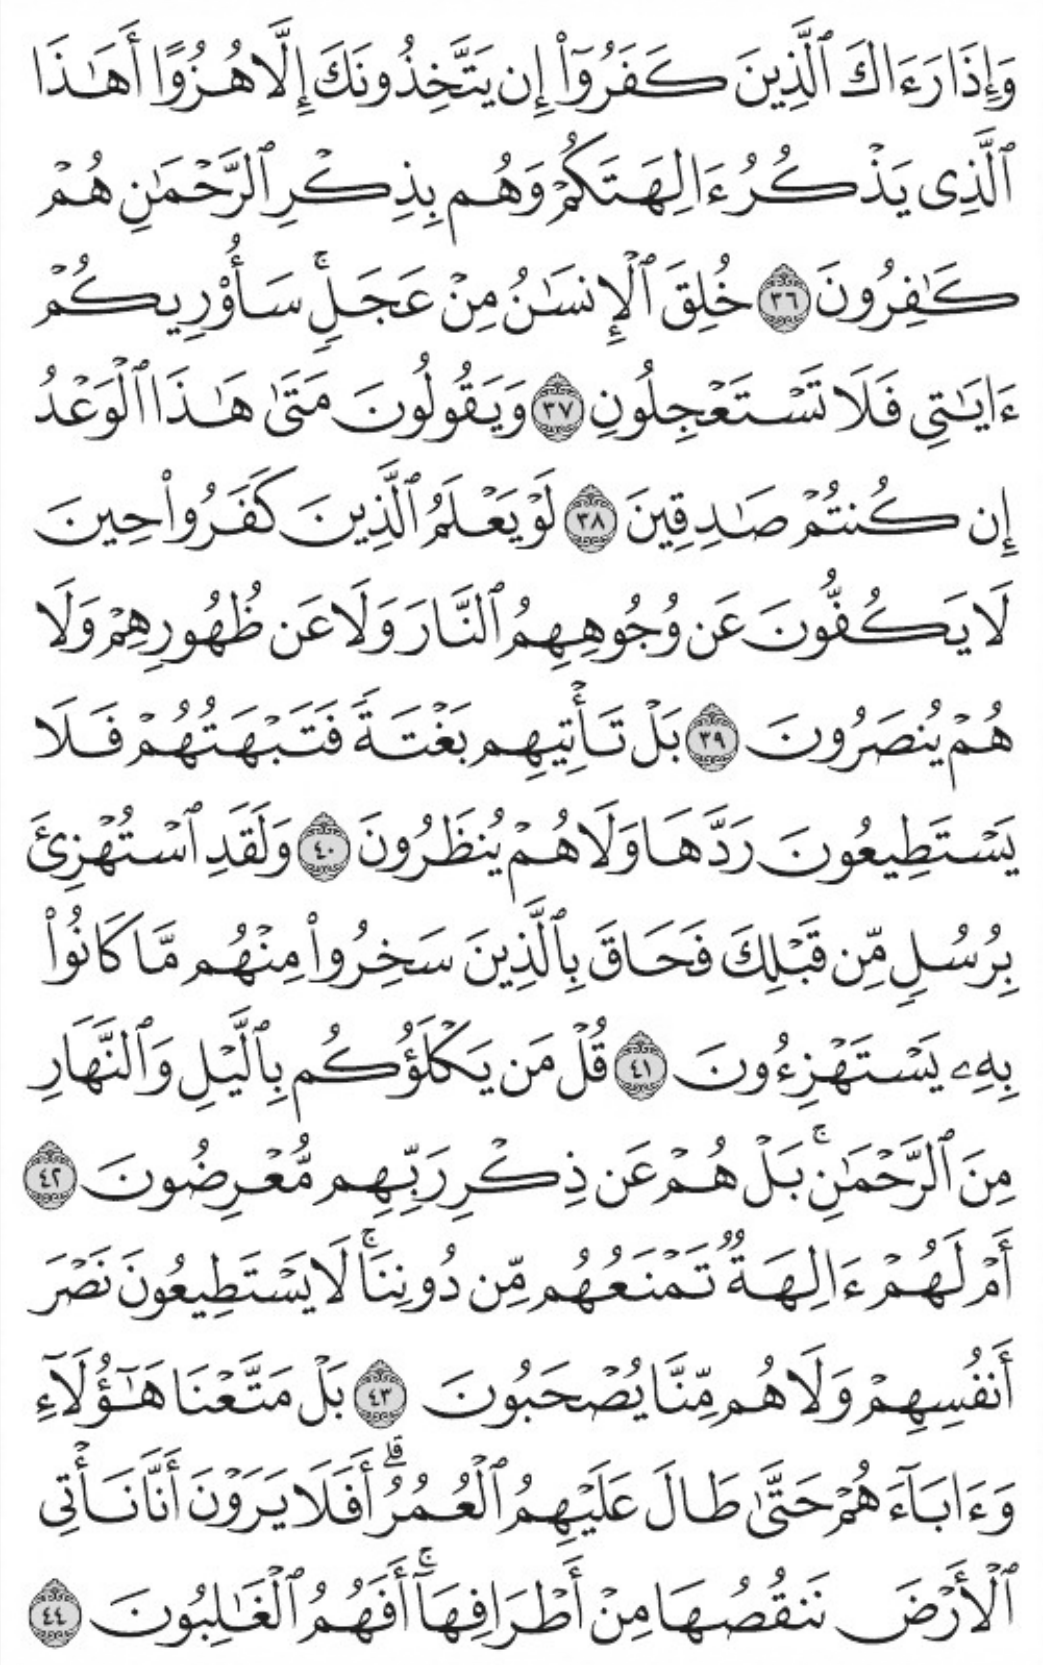 وَإِذَا رَءَاكَ ٱلَّذِينَ كَفَرُوٓا۟ إِن يَتَّخِذُونَكَ إِلَّا هُزُوًا أَهَـٰذَا
ٱلَّذِى يَذْكُرُ ءَالِهَتَكُمْ وَهُم بِذِكْرِ ٱلرَّحْمَـٰنِ هُمْ
كَـٰفِرُونَ ٣٦ خُلِقَ ٱلْإِنسَـٰنُ مِنْ عَجَلٍ ۚ سَأُو۟رِيكُمْ
ءَايَـٰتِى فَلَا تَسْتَعْجِلُونِ ٣٧ وَيَقُولُونَ مَتَىٰ هَـٰذَا ٱلْوَعْدُ
إِن كُنتُمْ صَـٰدِقِينَ ٣٨ لَوْ يَعْلَمُ ٱلَّذِينَ كَفَرُوا۟ حِينَ
لَا يَكُفُّونَ عَن وُجُوهِهِمُ ٱلنَّارَ وَلَا عَن ظُهُورِهِمْ وَلَا
هُمْ يُنصَرُونَ ٣٩ بَلْ تَأْتِيهِم بَغْتَةً فَتَبْهَتُهُمْ فَلَا
يَسْتَطِيعُونَ رَدَّهَا وَلَا هُمْ يُنظَرُونَ ٤٠ وَلَقَدِ ٱسْتُهْزِئَ
بِرُسُلٍ مِّن قَبْلِكَ فَحَاقَ بِٱلَّذِينَ سَخِرُوا۟ مِنْهُم مَّا كَانُوا۟
بِهِۦ يَسْتَهْزِءُونَ ٤١ قُلْ مَن يَكْلَؤُكُم بِٱلَّيْلِ وَٱلنَّهَارِ
مِنَ ٱلرَّحْمَـٰنِ ۚ بَلْ هُمْ عَن ذِكْرِ رَبِّهِم مُّعْرِضُونَ ٤٢
أَمْ لَهُمْ ءَالِهَةٌ تَمْنَعُهُم مِّن دُونِنَا ۚ لَا يَسْتَطِيعُونَ نَصْرَ
أَنفُسِهِمْ وَلَا هُم مِّنَّا يُصْحَبُونَ ٤٣ بَلْ مَتَّعْنَا هَـٰٓؤُلَآءِ
وَءَابَآءَهُمْ حَتَّىٰ طَالَ عَلَيْهِمُ ٱلْعُمُرُ ۗ أَفَلَا يَرَوْنَ أَنَّا نَأْتِى
ٱلْأَرْضَ نَنقُصُهَا مِنْ أَطْرَافِهَآ ۚ أَفَهُمُ ٱلْغَـٰلِبُونَ ٤٤